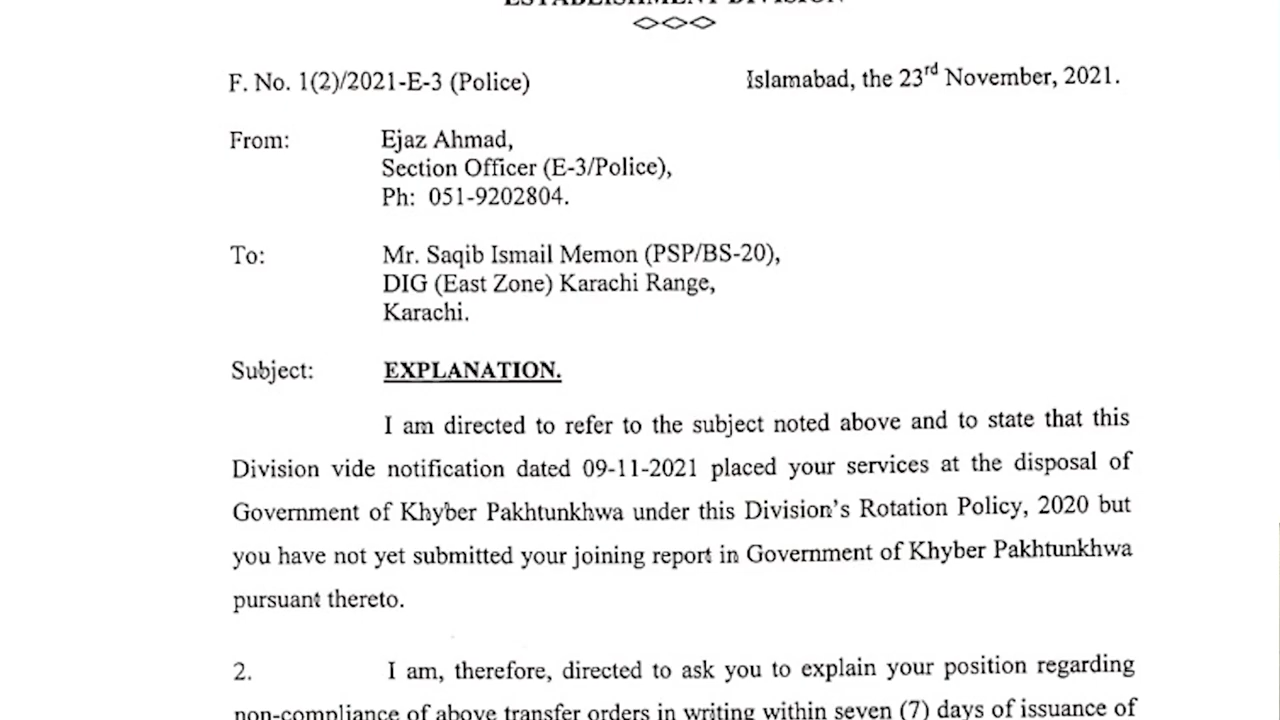 ESTABLISHMENT DIVISION
F. No. 1(2)/2021-E-3 (Police) Islamabad, the 23rd November, 2021.
From: Ejaz Ahmad,
Section Officer (E-3/Police),
Ph: 051-9202804.
To: Mr. Saqib Ismail Memon (PSP/BS-20),
DIG (East Zone) Karachi Range,
Karachi.
Subject: EXPLANATION.
I am directed to refer to the subject noted above and to state that this
Division vide notification dated 09-11-2021 placed your services at the disposal of
Government of Khyber Pakhtunkhwa under this Division's Rotation Policy, 2020 but
you have not yet submitted your joining report in Government of Khyber Pakhtunkhwa
pursuant thereto.
2. I am, therefore, directed to ask you to explain your position regarding
non-compliance of above transfer orders in writing within seven (7) days of issuance of